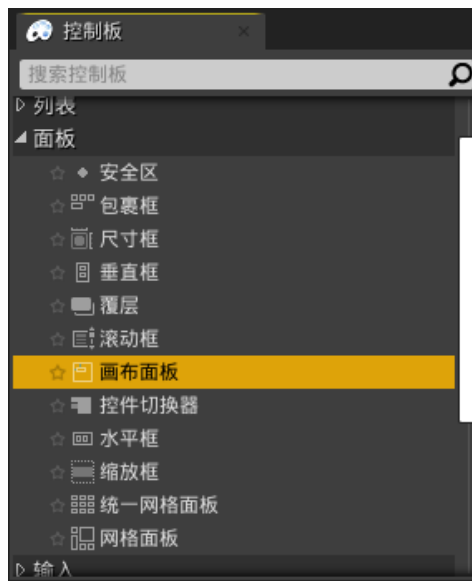 控制板
搜索控制板
列表
面板
安全区
包裹框
尺寸框
垂直框
覆层
滚动框
画布面板
控件切换器
水平框
缩放框
统一网格面板
网格面板
输入